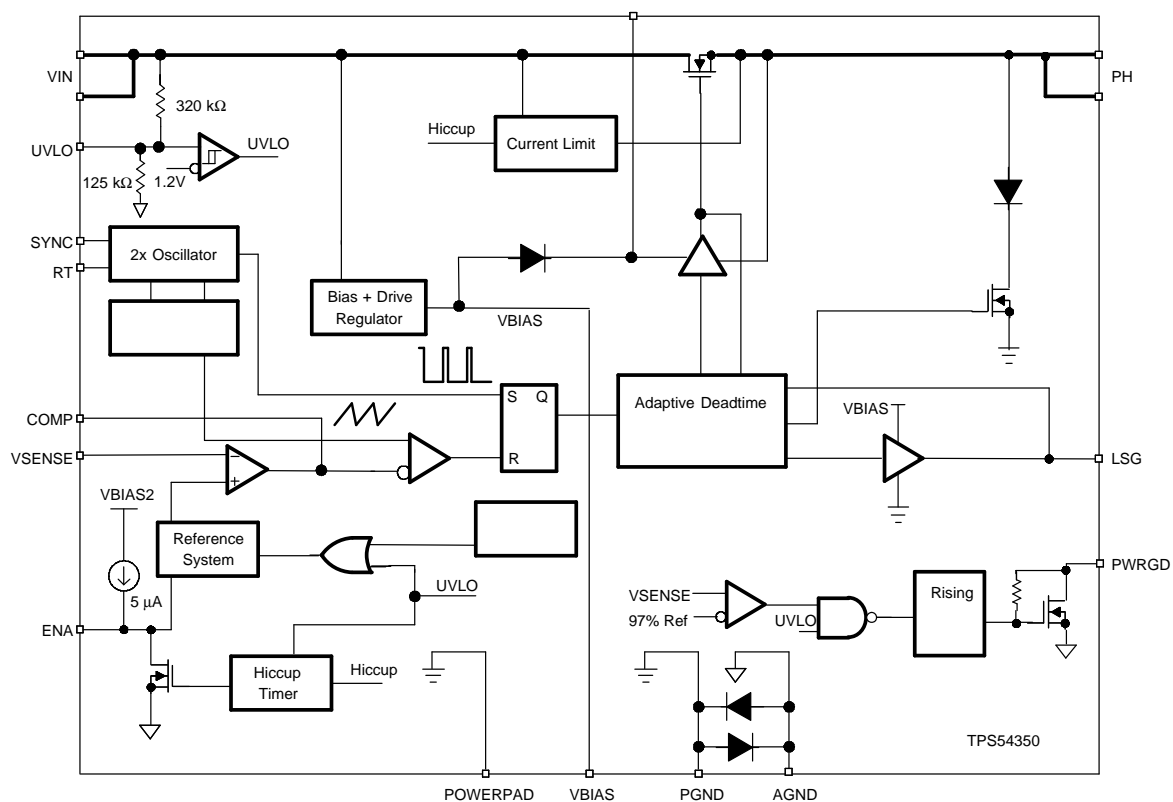 VIN
PH
320 kΩ
Hiccup
Current Limit
UVLO
UVLO
125 kΩ
1.2V
SYNC
RT
2x Oscillator
Bias + Drive
Regulator
VBIAS
S Q
R
Adaptive Deadtime
VBIAS
COMP
VSENSE
−
+
LSG
VBIAS2
Reference
System
5 μA
UVLO
ENA
PWRGD
VSENSE
97% Ref
UVLO
Rising
Hiccup
Timer
Hiccup
TPS54350
POWERPAD
VBIAS
PGND
AGND